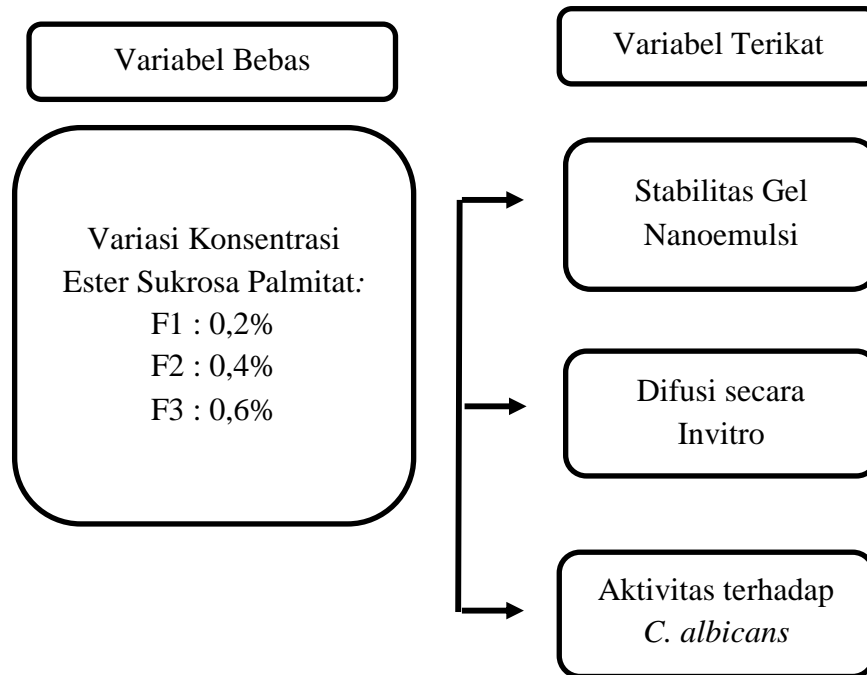 Variabel Bebas
Variabel Terikat
Variasi Konsentrasi
Ester Sukrosa Palmitat:
F1 : 0,2%
F2 : 0,4%
F3 : 0,6%
Stabilitas Gel
Nanoemulsi
Difusi secara
Invitro
Aktivitas terhadap
C. albicans